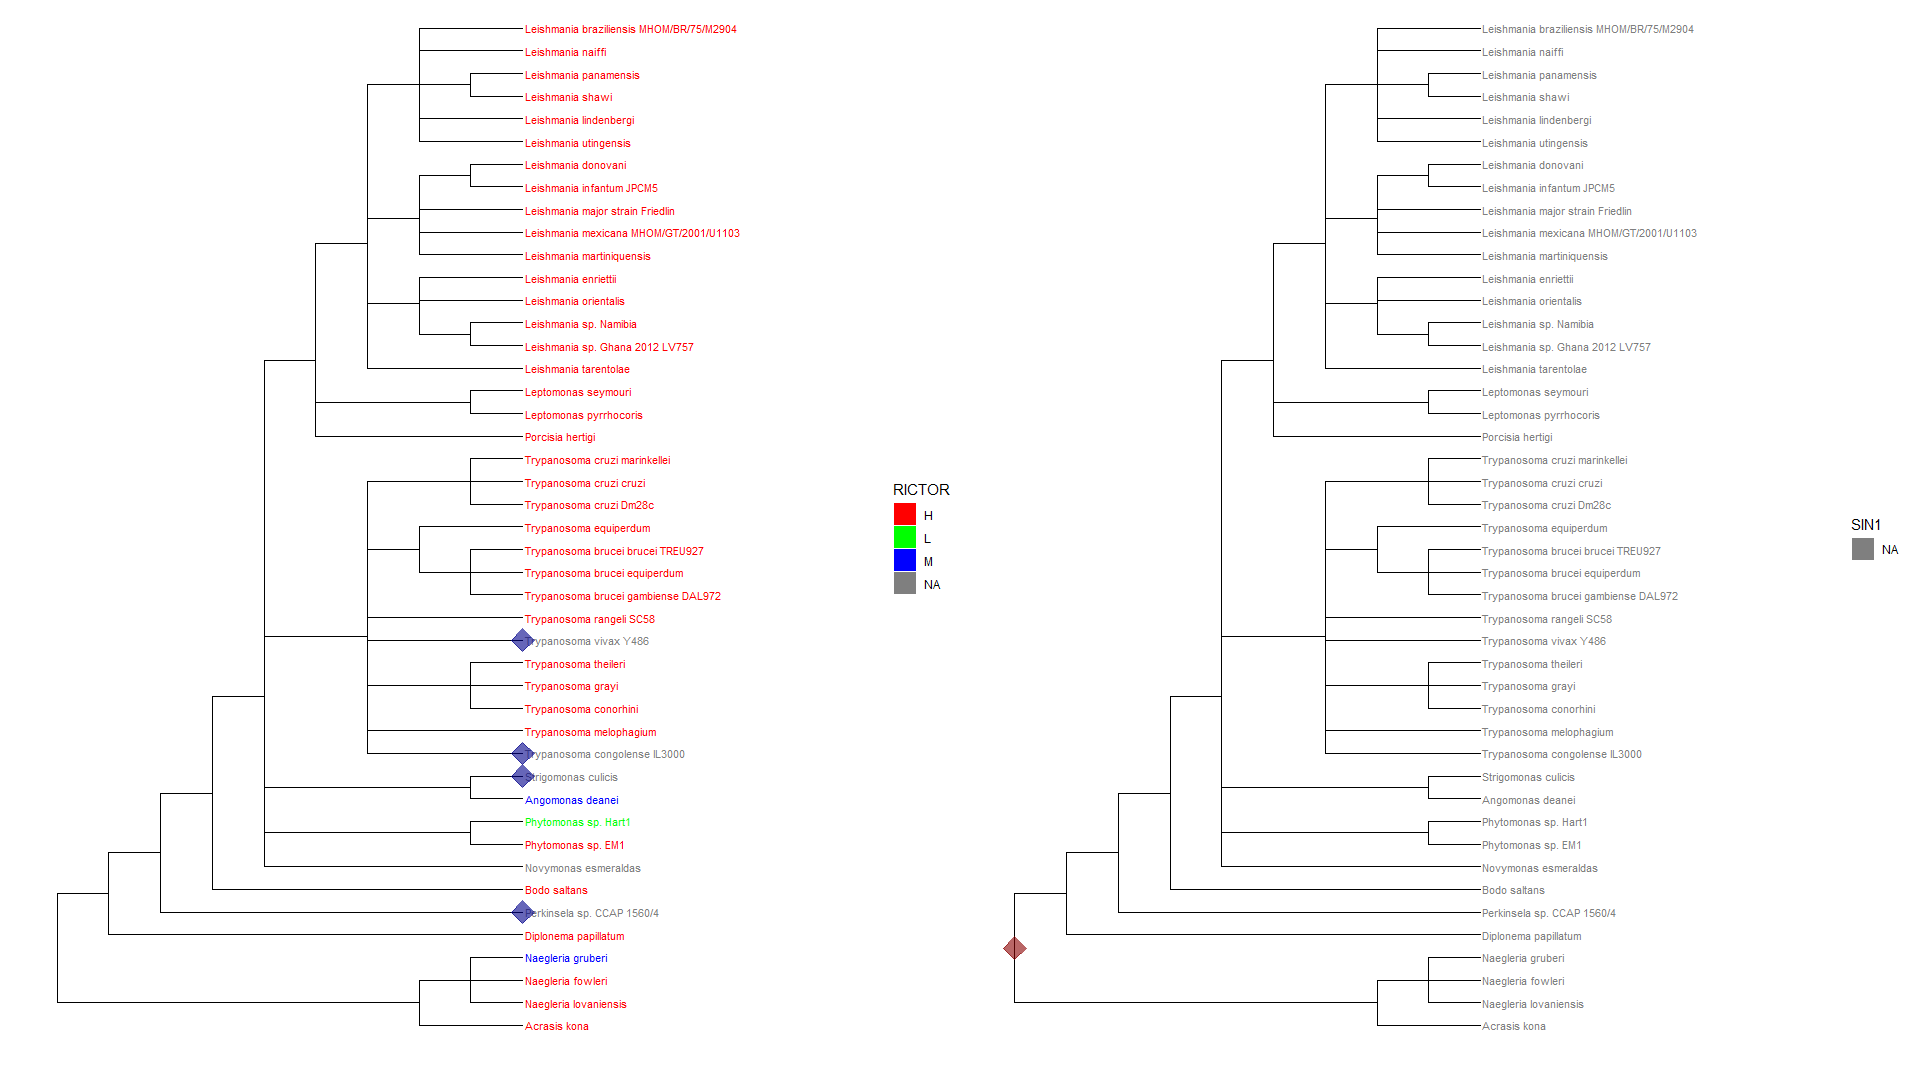 Leishmania braziliensis MHOM/BR/75/M2904
Leishmania naiffi
Leishmania panamensis
Leishmania shawi
Leishmania lindenbergi
Leishmania utingensis
Leishmania donovani
Leishmania infantum JPCM5
Leishmania major strain Friedlin
Leishmania mexicana MHOM/GT/2001/U1103
Leishmania martiniquensis
Leishmania enriettii
Leishmania orientalis
Leishmania sp. Namibia
Leishmania sp. Ghana 2012 LV757
Leishmania tarentolae
Leptomonas seymouri
Leptomonas pyrrhocoris
Porcisia hertigi
Trypanosoma cruzi marinkellei
Trypanosoma cruzi cruzi
Trypanosoma cruzi Dm28c
Trypanosoma equiperdum
Trypanosoma brucei brucei TREU927
Trypanosoma brucei equiperdum
Trypanosoma brucei gambiense DAL972
Trypanosoma rangeli SC58
Trypanosoma vivax Y486
Trypanosoma theileri
Trypanosoma grayi
Trypanosoma conorhini
Trypanosoma melophagium
Trypanosoma congolense IL3000
Strigomonas culicis
Angomonas deanei
Phytomonas sp. Hart1
Phytomonas sp. EM1
Novymonas esmeraldas
Bodo saltans
Perkinsela sp. CCAP 1560/4
Diplonema papillatum
Naegleria gruberi
Naegleria fowleri
Naegleria lovaniensis
Acrasis kona
RICTOR
H
L
M
NA
Leishmania braziliensis MHOM/BR/75/M2904
Leishmania naiffi
Leishmania panamensis
Leishmania shawi
Leishmania lindenbergi
Leishmania utingensis
Leishmania donovani
Leishmania infantum JPCM5
Leishmania major strain Friedlin
Leishmania mexicana MHOM/GT/2001/U1103
Leishmania martiniquensis
Leishmania enriettii
Leishmania orientalis
Leishmania sp. Namibia
Leishmania sp. Ghana 2012 LV757
Leishmania tarentolae
Leptomonas seymouri
Leptomonas pyrrhocoris
Porcisia hertigi
Trypanosoma cruzi marinkellei
Trypanosoma cruzi cruzi
Trypanosoma cruzi Dm28c
Trypanosoma equiperdum
Trypanosoma brucei brucei TREU927
Trypanosoma brucei equiperdum
Trypanosoma brucei gambiense DAL972
Trypanosoma rangeli SC58
Trypanosoma vivax Y486
Trypanosoma theileri
Trypanosoma grayi
Trypanosoma conorhini
Trypanosoma melophagium
Trypanosoma congolense IL3000
Strigomonas culicis
Angomonas deanei
Phytomonas sp. Hart1
Phytomonas sp. EM1
Novymonas esmeraldas
Bodo saltans
Perkinsela sp. CCAP 1560/4
Diplonema papillatum
Naegleria gruberi
Naegleria fowleri
Naegleria lovaniensis
Acrasis kona
SIN1
NA